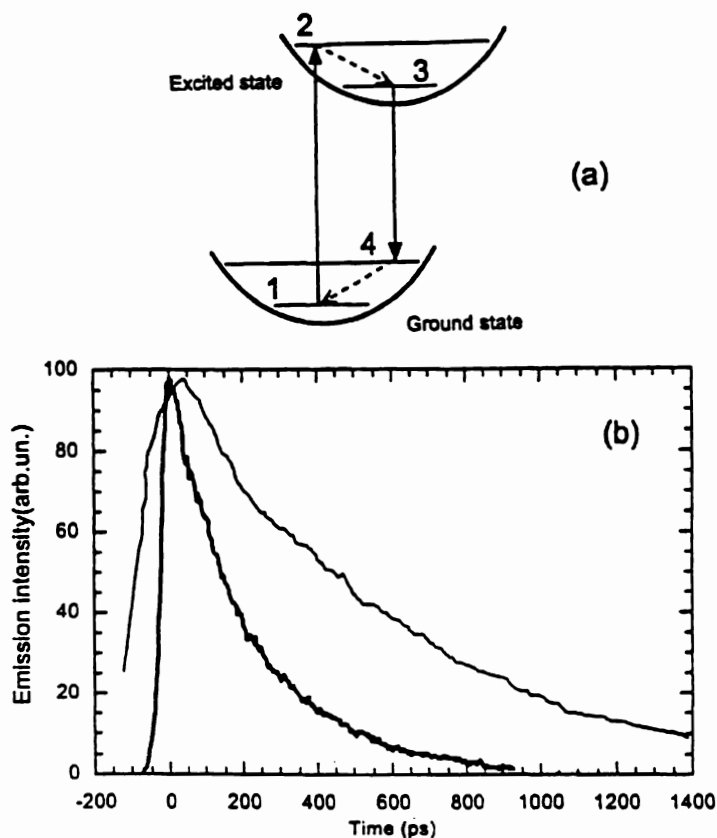 2
3
Excited state
(a)
4
1
Ground state
100
80
60
40
20
0
(b)
Emission intensity(arb.un.)
-200 0 200 400 600 800 1000 1200 1400
Time (ps)